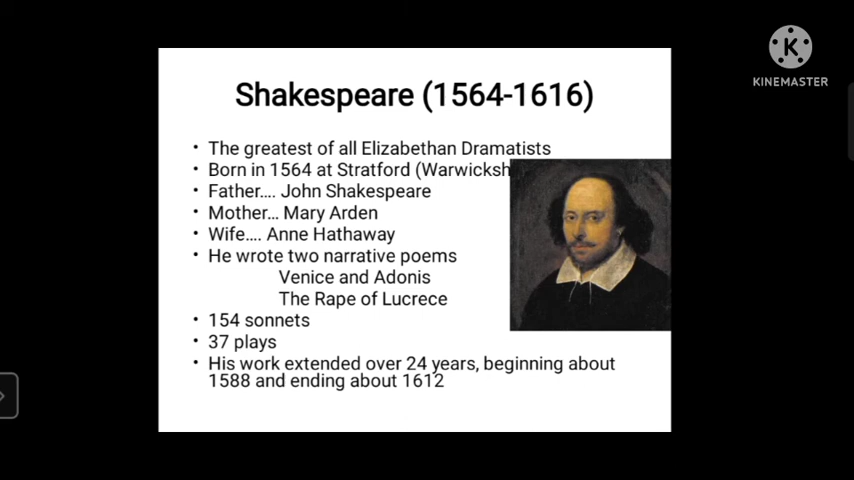 Shakespeare (1564-1616)
• The greatest of all Elizabethan Dramatists
• Born in 1564 at Stratford (Warwicksh
• Father.... John Shakespeare
• Mother... Mary Arden
• Wife.... Anne Hathaway
• He wrote two narrative poems
Venice and Adonis
The Rape of Lucrece
• 154 sonnets
• 37 plays
• His work extended over 24 years, beginning about
1588 and ending about 1612
K
KINEMASTER